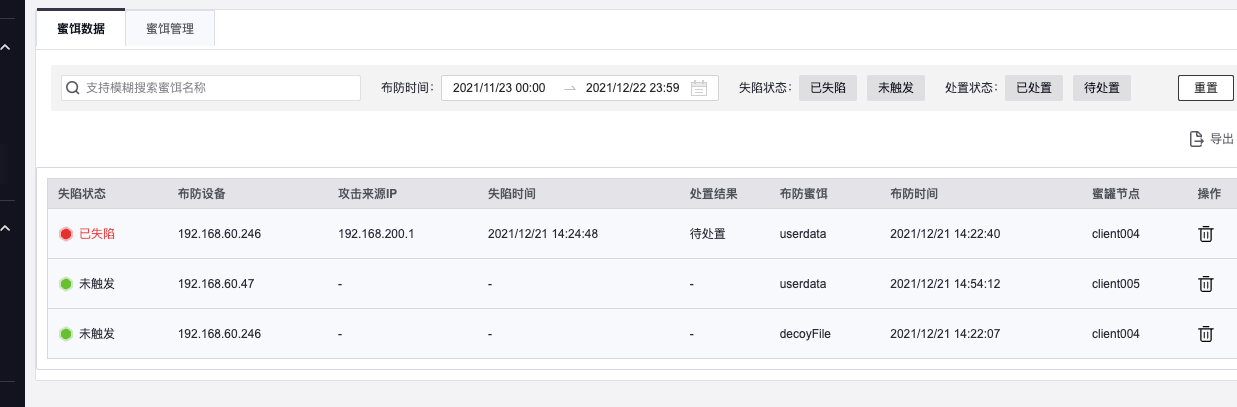 蜜饵数据 蜜饵管理
支持模糊搜索蜜饵名称 布防时间: 2021/11/23 00:00 → 2021/12/22 23:59 失陷状态: 已失陷 未触发 处置状态: 已处置 待处置 重置
导出
失陷状态 布防设备 攻击来源IP 失陷时间 处置结果 布防蜜饵 布防时间 蜜罐节点 操作
已失陷 192.168.60.246 192.168.200.1 2021/12/21 14:24:48 待处置 userdata 2021/12/21 14:22:40 client004
未触发 192.168.60.47 - - - userdata 2021/12/21 14:54:12 client005
未触发 192.168.60.246 - - - decoyFile 2021/12/21 14:22:07 client004